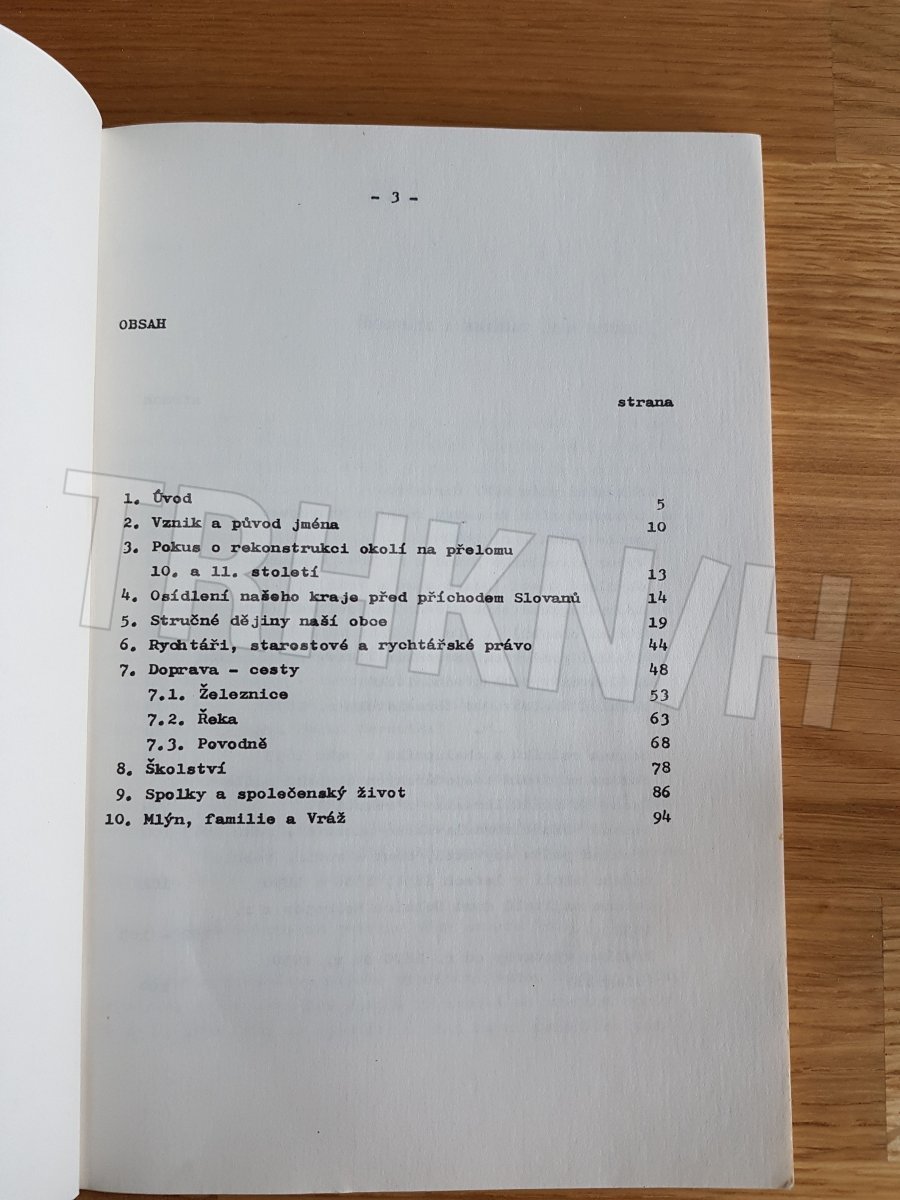 - 3 -
OBSAH
strana
1. Úvod 5
2. Vznik a původ jména 10
3. Pokus o rekonstrukci okolí na přelomu
10. a 11. století 13
4. Osídlení našeho kraje před příchodem Slovanů 14
5. Stručné dějiny naší obce 19
6. Rychtáři, starostové a rychtářské právo 44
7. Doprava - cesty 48
7.1. Železnice 53
7.2. Řeka 63
7.3. Povodně 68
8. Školství 78
9. Spolky a společenský život 86
10. Mlýn, familie a Vráž 94
TRHKNIH